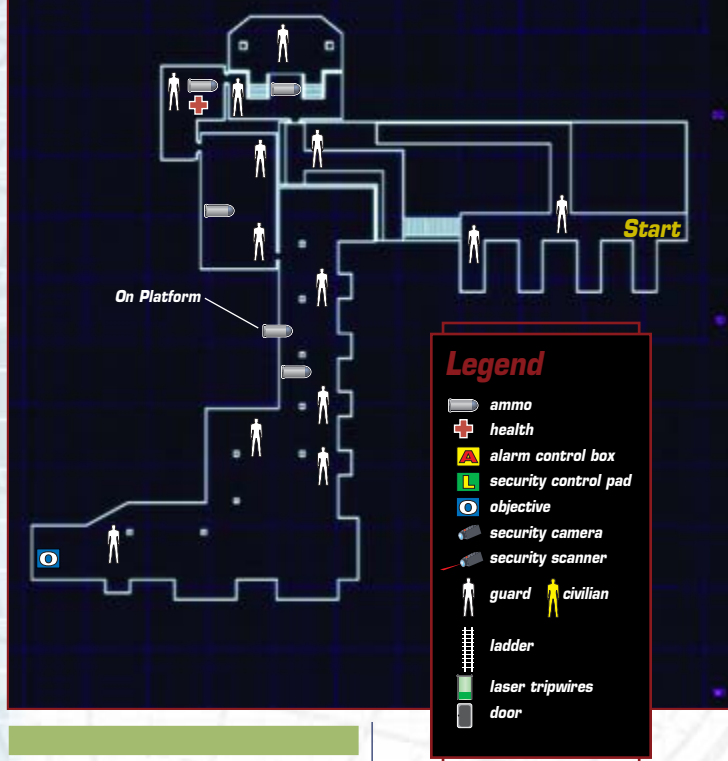 Start
On Platform
O
Legend
ammo
health
A alarm control box
L security control pad
O objective
security camera
security scanner
guard civilian
ladder
laser tripwires
door